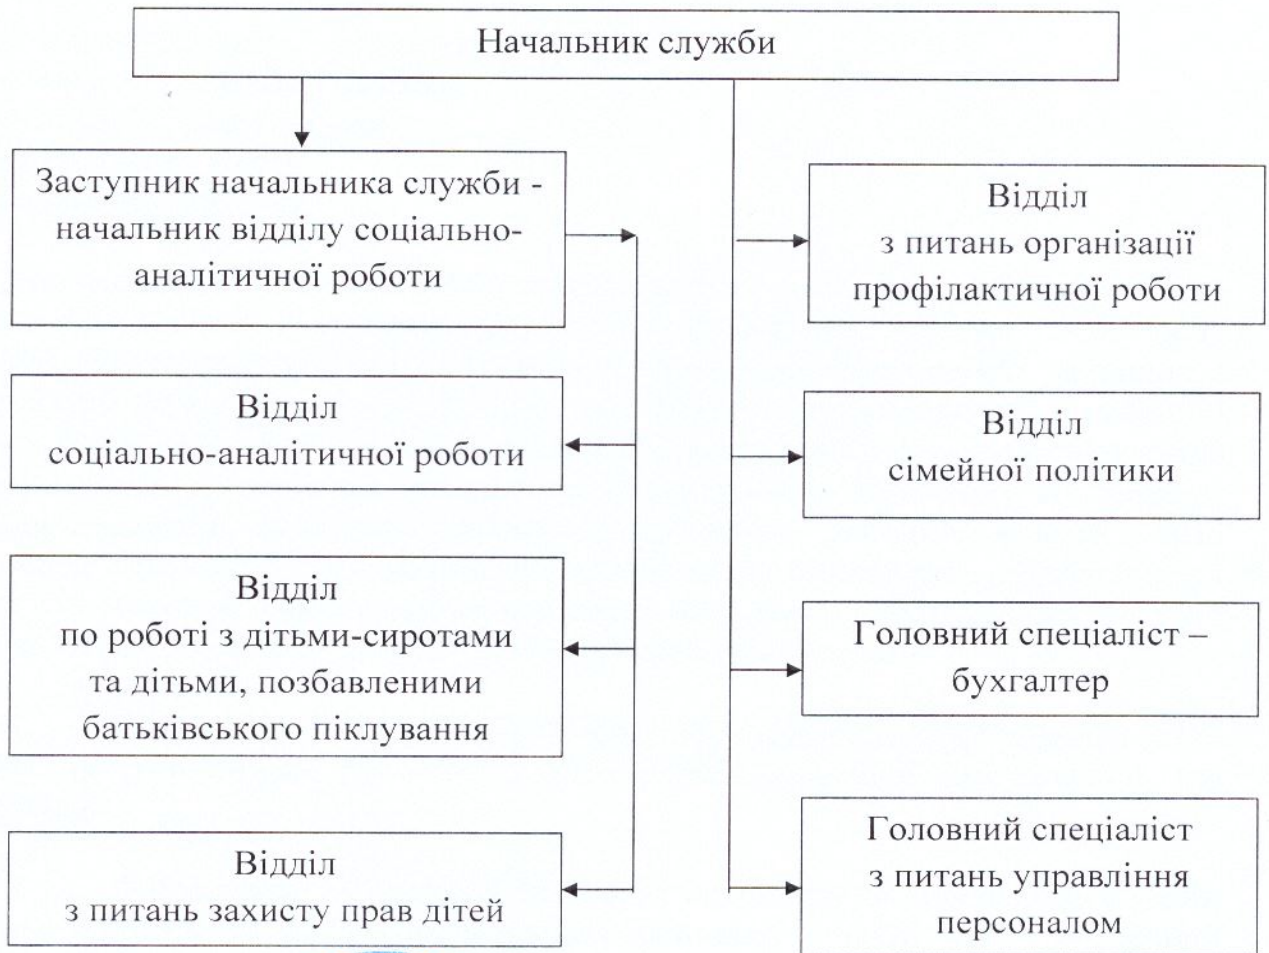 Начальник служби
Заступник начальника служби -
начальник відділу соціально-
аналітичної роботи
Відділ
соціально-аналітичної роботи
Відділ
по роботі з дітьми-сиротами
та дітьми, позбавленими
батьківського піклування
Відділ
з питань захисту прав дітей
Відділ
з питань організації
профілактичної роботи
Відділ
сімейної політики
Головний спеціаліст –
бухгалтер
Головний спеціаліст
з питань управління
персоналом